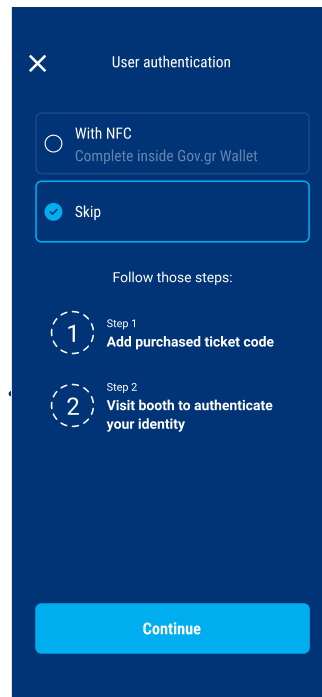 User authentication
With NFC
Complete inside Gov.gr Wallet
Skip
Follow those steps:
1
Step 1
Add purchased ticket code
2
Step 2
Visit booth to authenticate
your identity
Continue